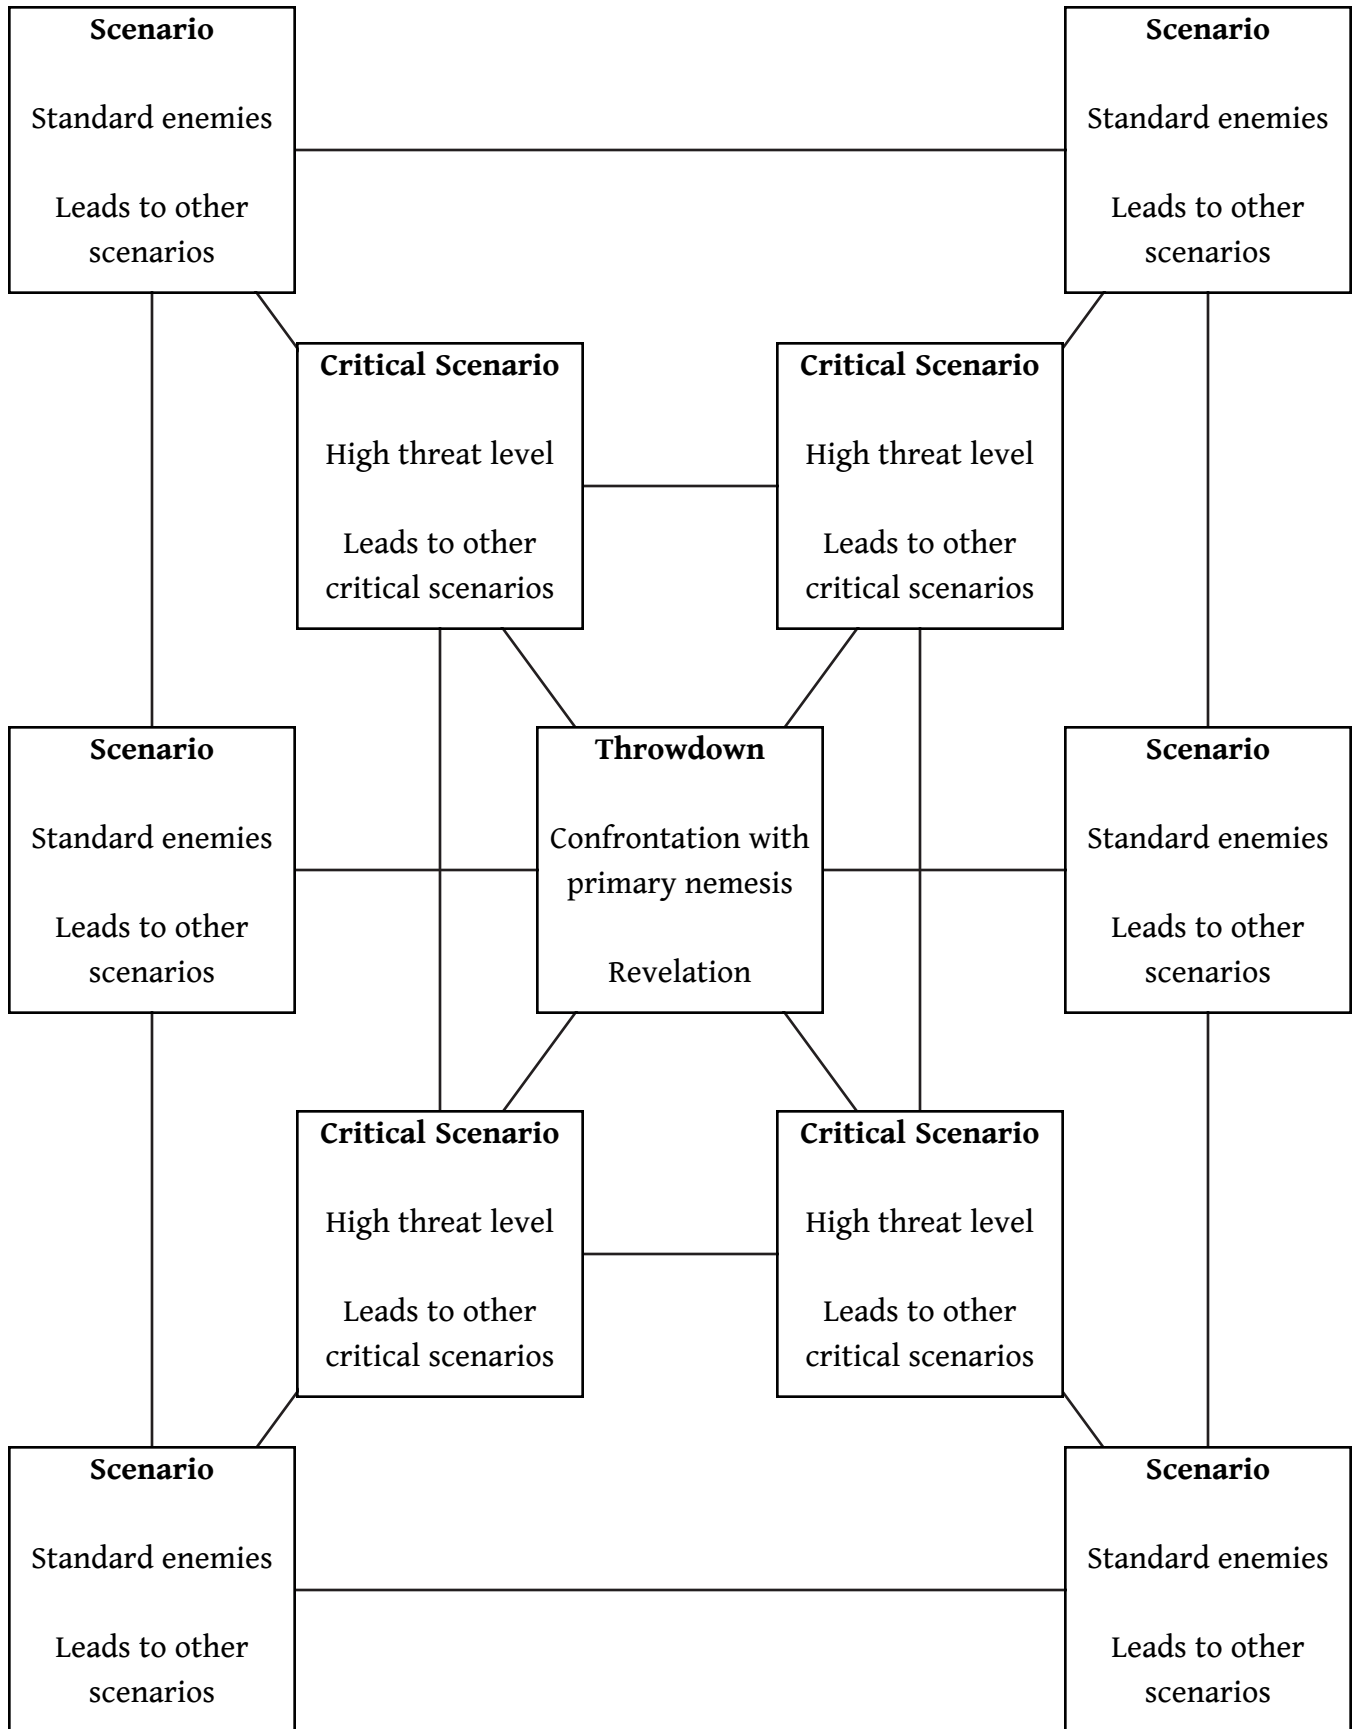 Scenario
Standard enemies
Leads to other
scenarios
Scenario
Standard enemies
Leads to other
scenarios
Critical Scenario
High threat level
Leads to other
critical scenarios
Critical Scenario
High threat level
Leads to other
critical scenarios
Scenario
Standard enemies
Leads to other
scenarios
Throwdown
Confrontation with
primary nemesis
Revelation
Scenario
Standard enemies
Leads to other
scenarios
Critical Scenario
High threat level
Leads to other
critical scenarios
Critical Scenario
High threat level
Leads to other
critical scenarios
Scenario
Standard enemies
Leads to other
scenarios
Scenario
Standard enemies
Leads to other
scenarios